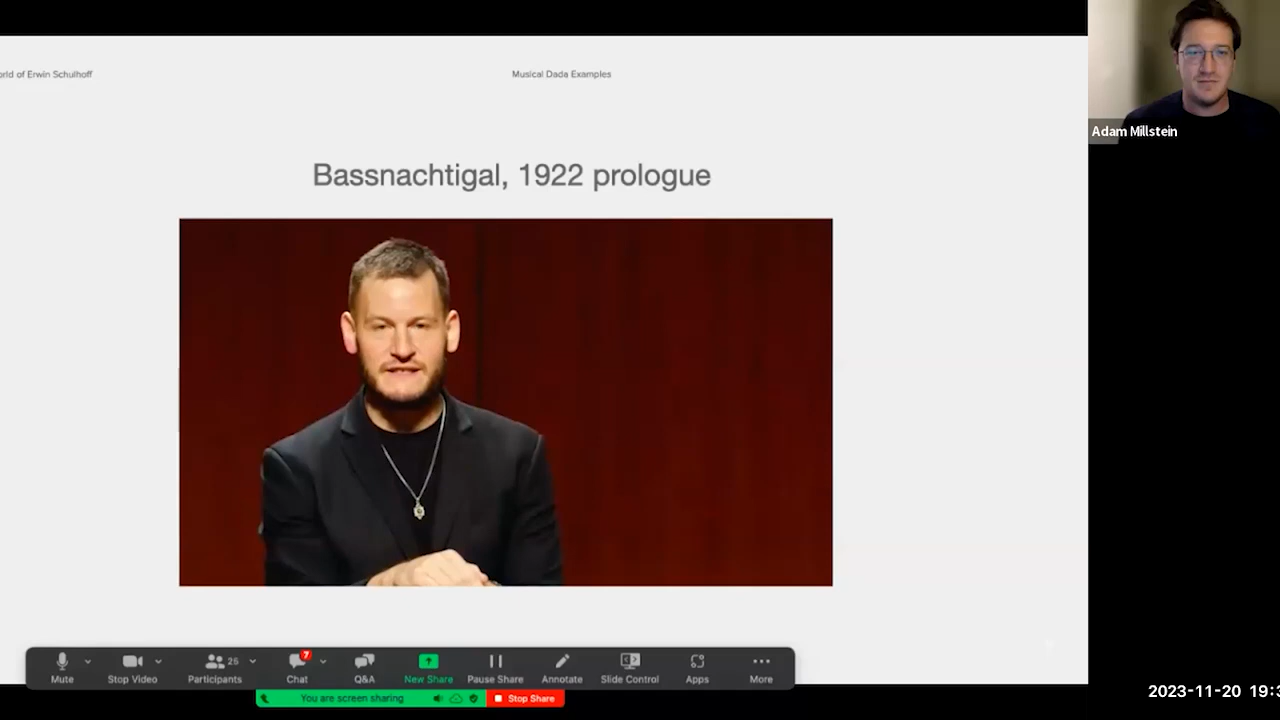 orld of Erwin Schulhoff
Musical Dada Examples
Adam Millstein
Bassnachtigal, 1922 prologue
Mute
Stop Video
25
Participants
7
Chat
Q&A
New Share
Pause Share
Annotate
Slide Control
Apps
More
You are screen sharing
Stop Share
2023-11-20 19:3